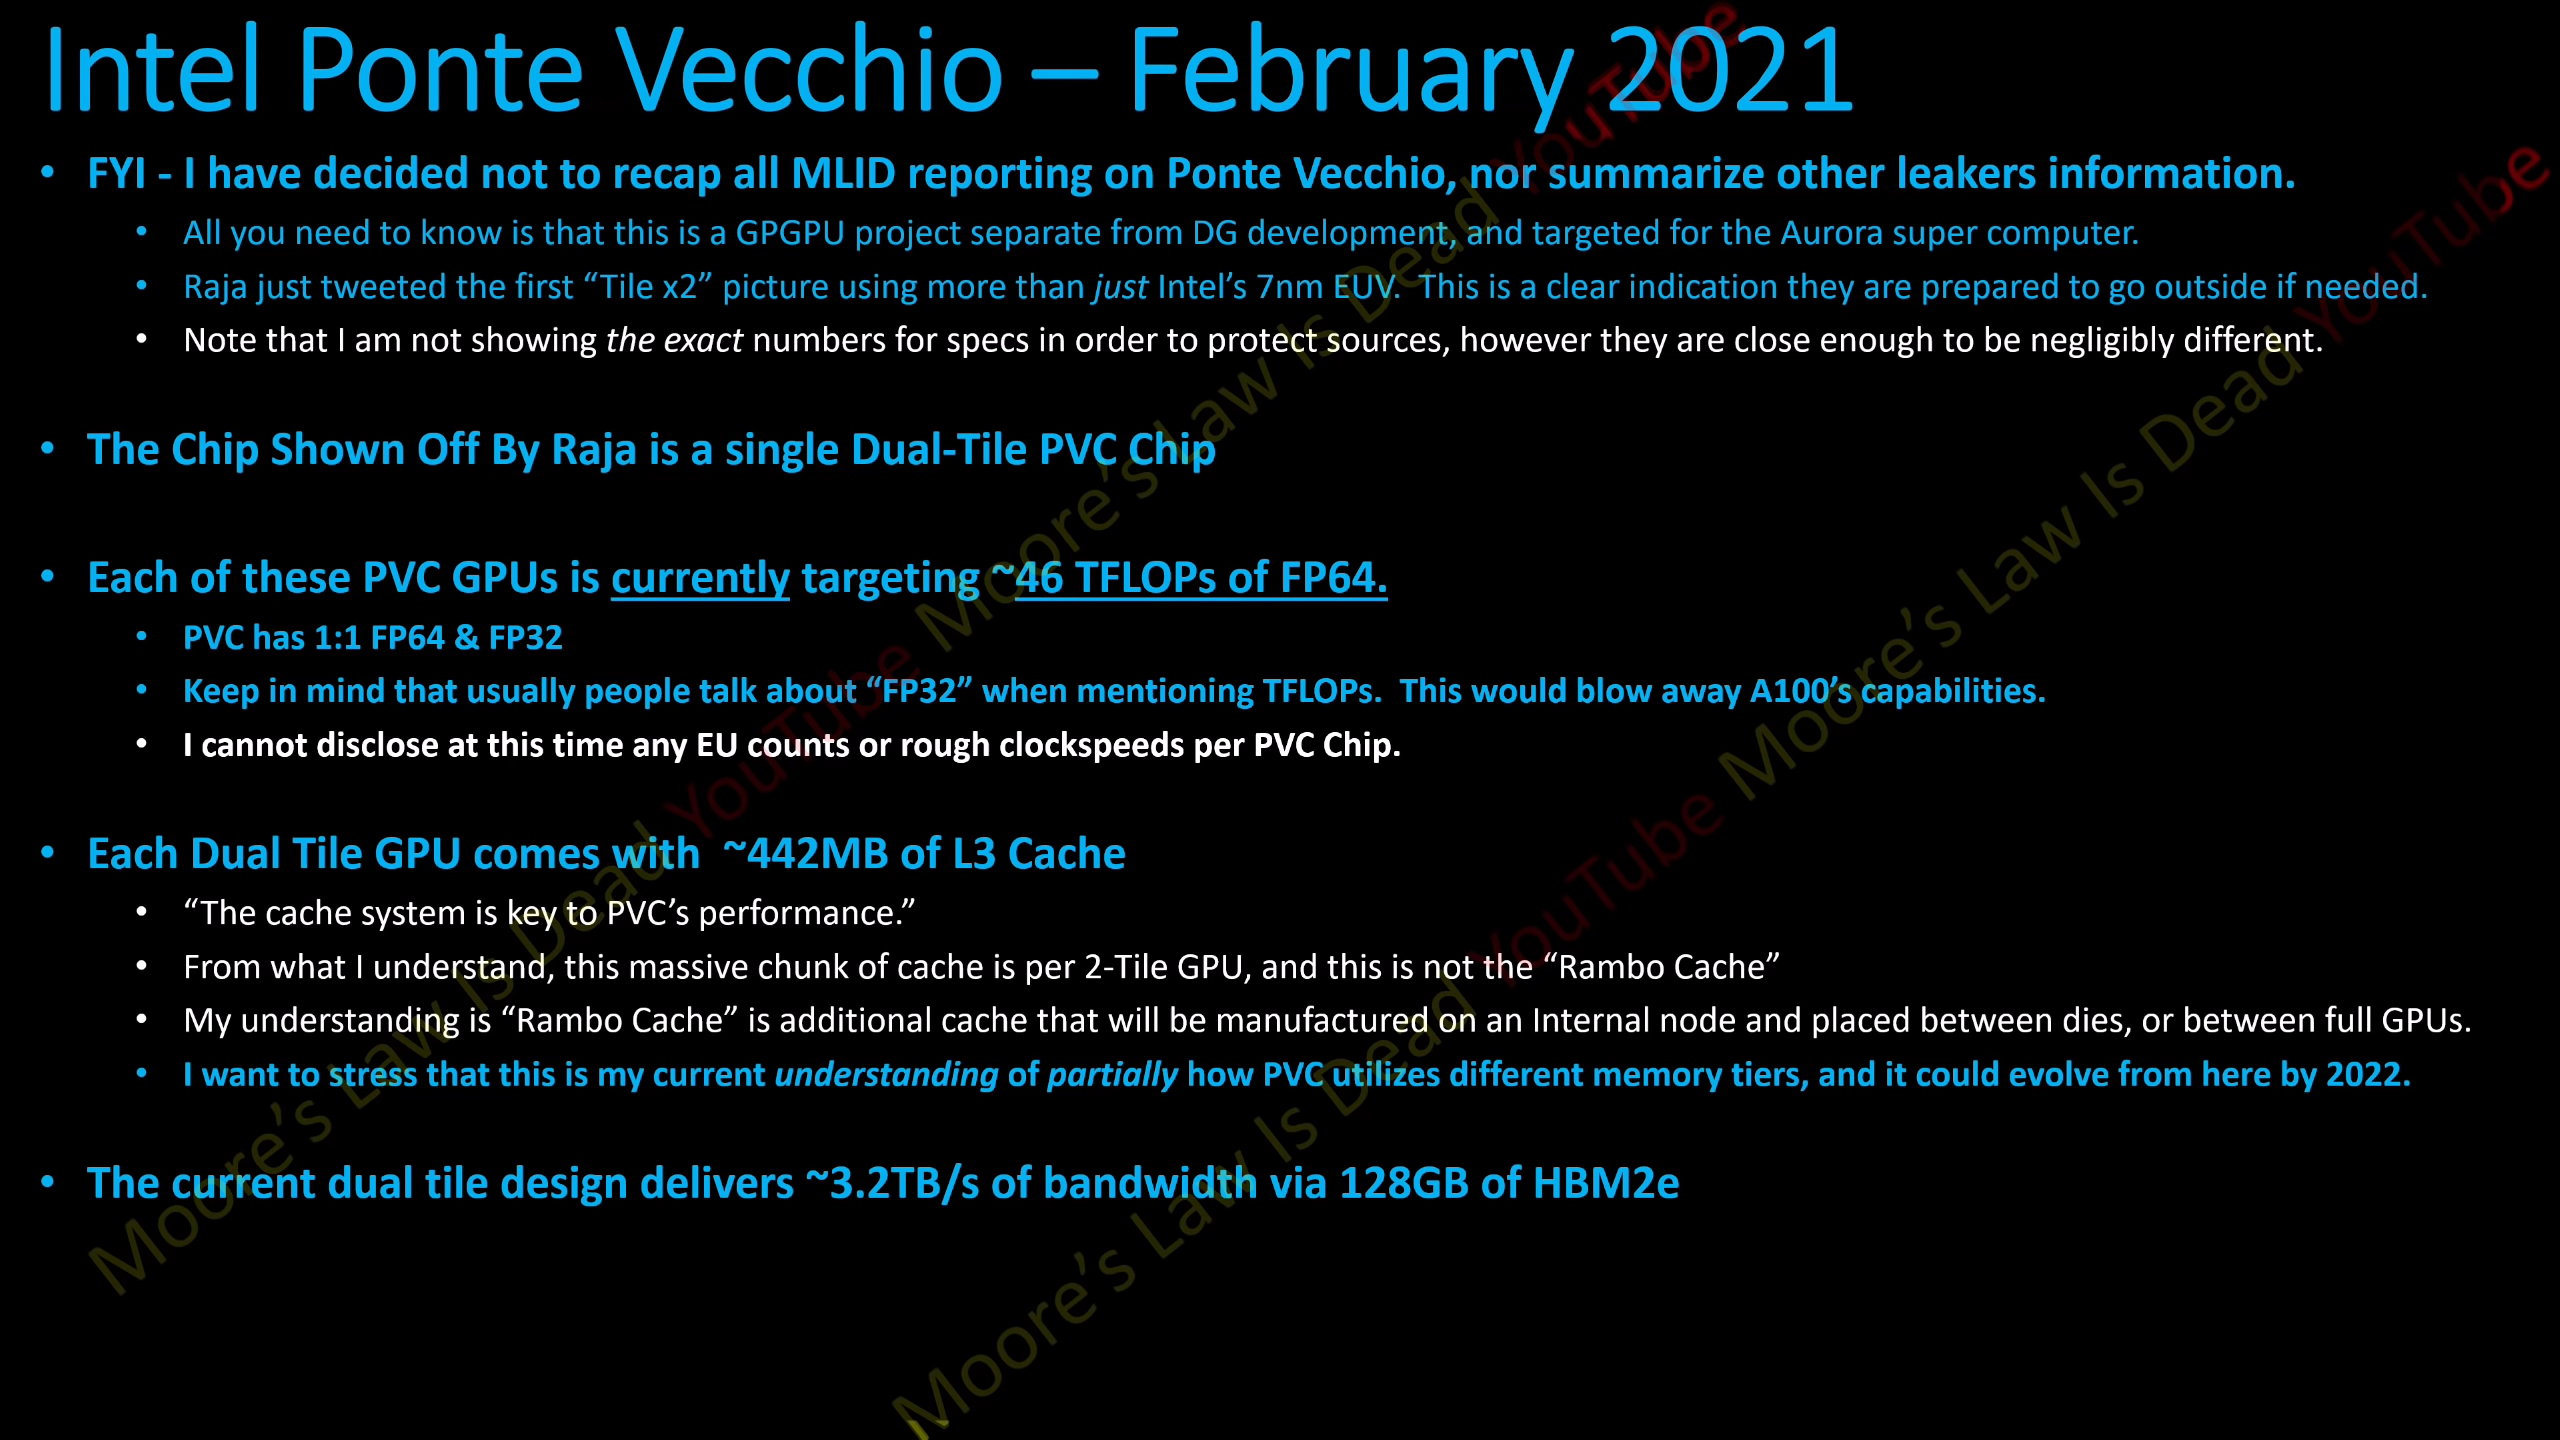 Intel Ponte Vecchio – February 2021
• FYI - I have decided not to recap all MLID reporting on Ponte Vecchio, nor summarize other leakers information.
• All you need to know is that this is a GPGPU project separate from DG development, and targeted for the Aurora super computer.
• Raja just tweeted the first “Tile x2” picture using more than just Intel’s 7nm EUV.  This is a clear indication they are prepared to go outside if needed.
• Note that I am not showing the exact numbers for specs in order to protect sources, however they are close enough to be negligibly different.
• The Chip Shown Off By Raja is a single Dual-Tile PVC Chip
• Each of these PVC GPUs is currently targeting ~46 TFLOPs of FP64.
• PVC has 1:1 FP64 & FP32
• Keep in mind that usually people talk about “FP32” when mentioning TFLOPs.  This would blow away A100’s capabilities.
• I cannot disclose at this time any EU counts or rough clockspeeds per PVC Chip.
• Each Dual Tile GPU comes with  ~442MB of L3 Cache
• “The cache system is key to PVC’s performance.”
• From what I understand, this massive chunk of cache is per 2-Tile GPU, and this is not the “Rambo Cache”
• My understanding is “Rambo Cache” is additional cache that will be manufactured on an Internal node and placed between dies, or between full GPUs.
• I want to stress that this is my current understanding of partially how PVC utilizes different memory tiers, and it could evolve from here by 2022.
• The current dual tile design delivers ~3.2TB/s of bandwidth via 128GB of HBM2e
Moore’s Law Is Dead YouTube Moore’s Law Is Dead YouTube
Moore’s Law Is Dead YouTube Moore’s Law Is Dead YouTube